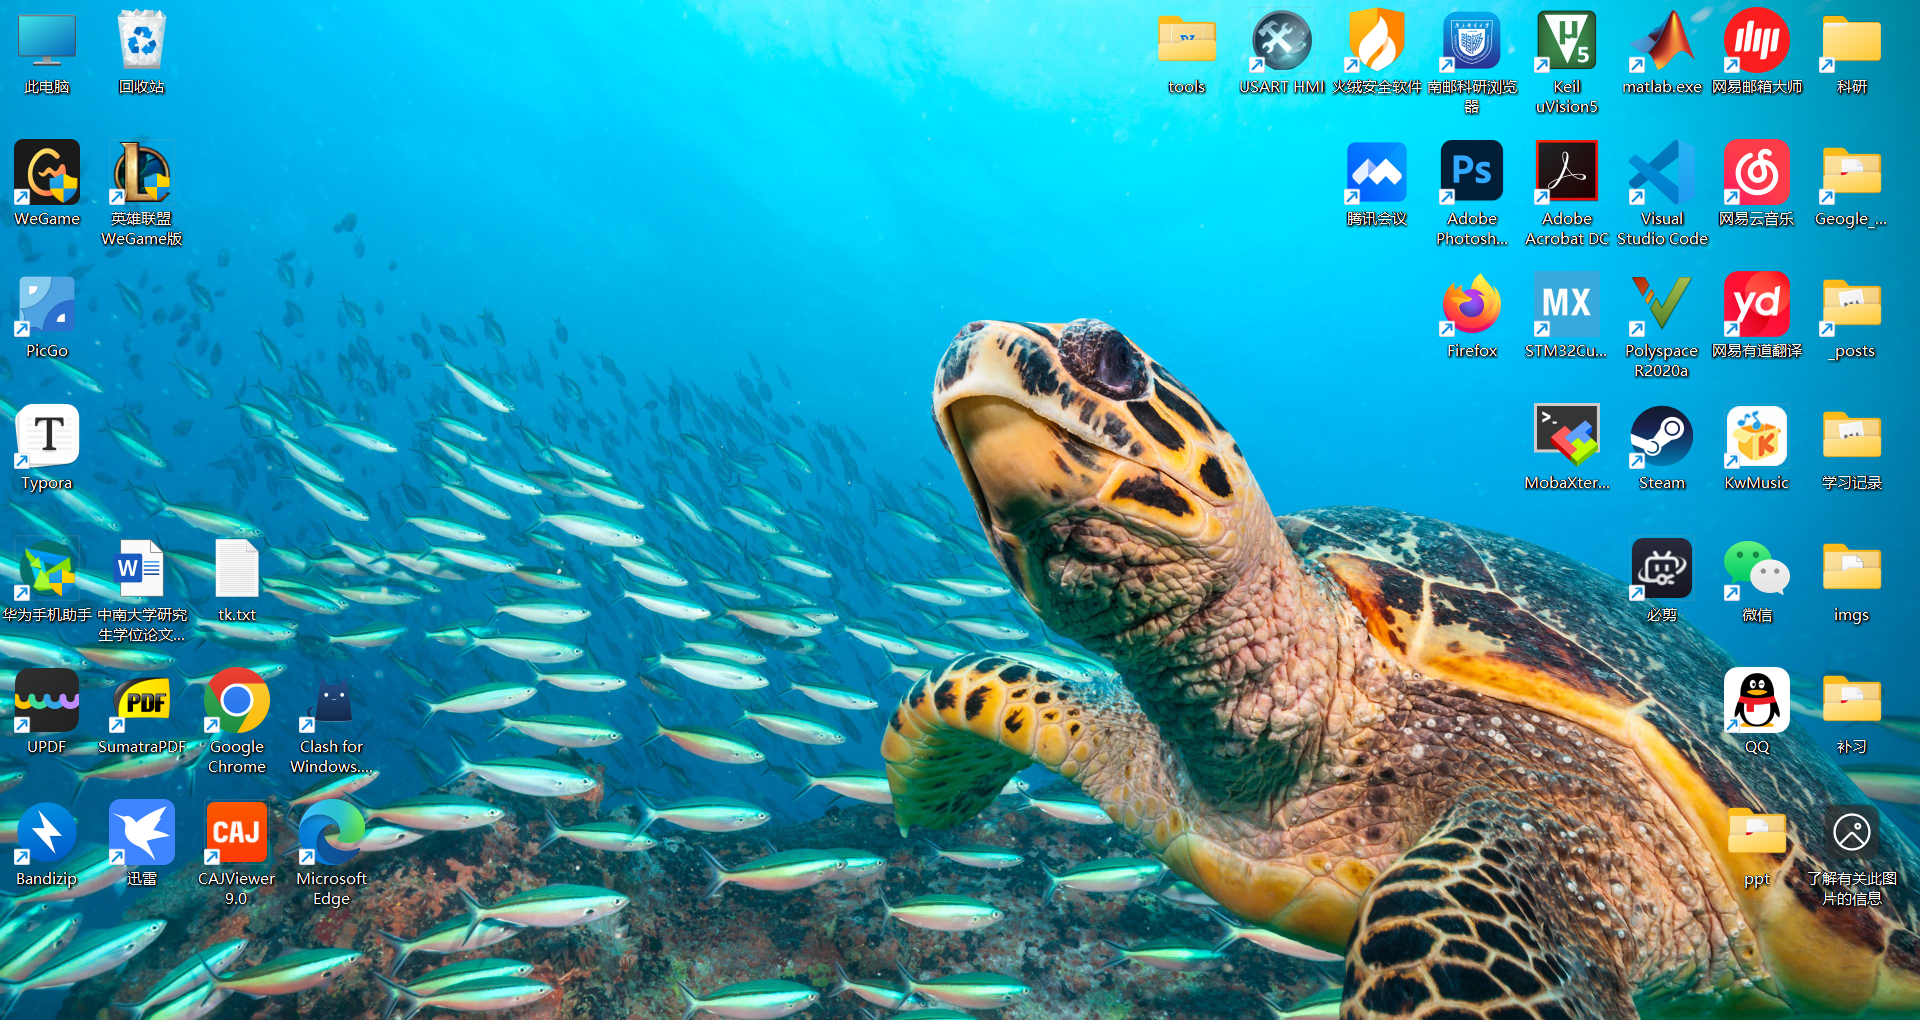 此电脑
回收站
tools
USART HMI
火绒安全软件
南邮科研浏览
器
Keil
uVision5
matlab.exe
网易邮箱大师
科研
WeGame
英雄联盟
WeGame版
腾讯会议
Ps
Adobe
Photosh...
Adobe
Acrobat DC
Visual
Studio Code
网易云音乐
Geogle_...
PicGo
Firefox
MX
STM32Cu...
Polyspace
R2020a
yd
网易有道翻译
_posts
T
Typora
MobaXter...
Steam
K
KwMusic
学习记录
华为手机助手
W
中南大学研究
生学位论文...
tk.txt
必剪
微信
imgs
UPDF
PDF
SumatraPDF
Google
Chrome
Clash for
Windows....
QQ
补习
Bandizip
迅雷
CAJ
CAJViewer
9.0
Microsoft
Edge
ppt
了解有关此图
片的信息